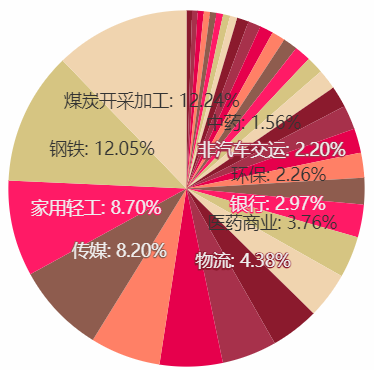 煤炭开采加工: 12.24%
中药: 1.56%
钢铁: 12.05%
非汽车交运: 2.20%
环保: 2.26%
家用轻工: 8.70%
银行: 2.97%
医药商业: 3.76%
传媒: 8.20%
物流: 4.38%